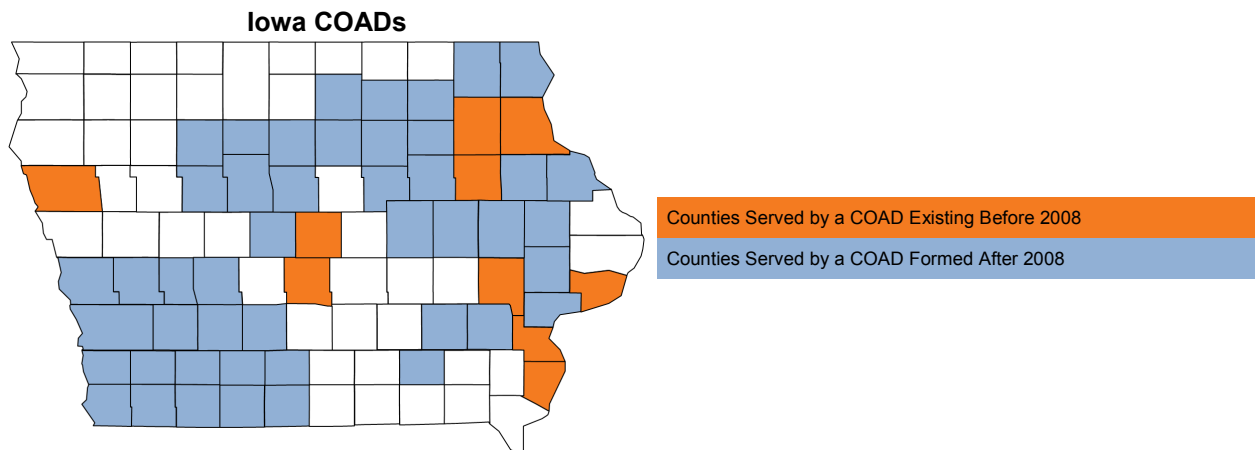 Iowa COADs
Counties Served by a COAD Existing Before 2008
Counties Served by a COAD Formed After 2008